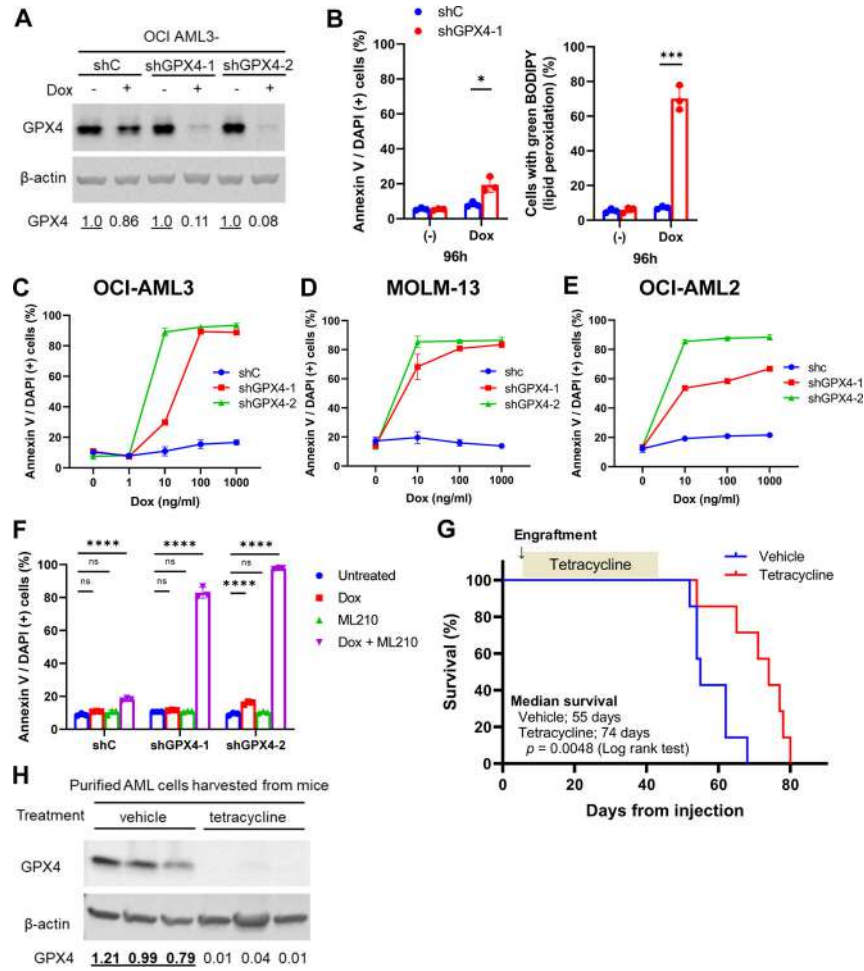 A
OCI AML3-
shC shGPX4-1 shGPX4-2
Dox - + - + - +
GPX4
β-actin
GPX4 1.0 0.86 1.0 0.11 1.0 0.08
B
shC
shGPX4-1
Annexin V / DAPI (+) cells (%)
100
80
60
40
20
0
*
(-) Dox
96h
Cells with green BODIPY
(lipid peroxidation) (%)
100
80
60
40
20
0
***
(-) Dox
96h
C OCI-AML3
Annexin V / DAPI (+) cells (%)
100
80
60
40
20
0
shC
shGPX4-1
shGPX4-2
0 1 10 100 1000
Dox (ng/ml)
D MOLM-13
Annexin V / DAPI (+) cells (%)
100
80
60
40
20
0
shc
shGPX4-1
shGPX4-2
0 10 100 1000
Dox (ng/ml)
E OCI-AML2
Annexin V / DAPI (+) cells (%)
100
80
60
40
20
0
shc
shGPX4-1
shGPX4-2
0 10 100 1000
Dox (ng/ml)
F
Annexin V / DAPI (+) cells (%)
100
80
60
40
20
0
**** **** ****
ns ns ns
ns ns ****
Untreated
Dox
ML210
Dox + ML210
shC shGPX4-1 shGPX4-2
G
Engraftment
↓
Tetracycline
Vehicle
Tetracycline
Survival (%)
100
80
60
40
20
0
Median survival
Vehicle; 55 days
Tetracycline; 74 days
p = 0.0048 (Log rank test)
0 20 40 60 80
Days from injection
H
Purified AML cells harvested from mice
Treatment vehicle tetracycline
GPX4
β-actin
GPX4 1.21 0.99 0.79 0.01 0.04 0.01